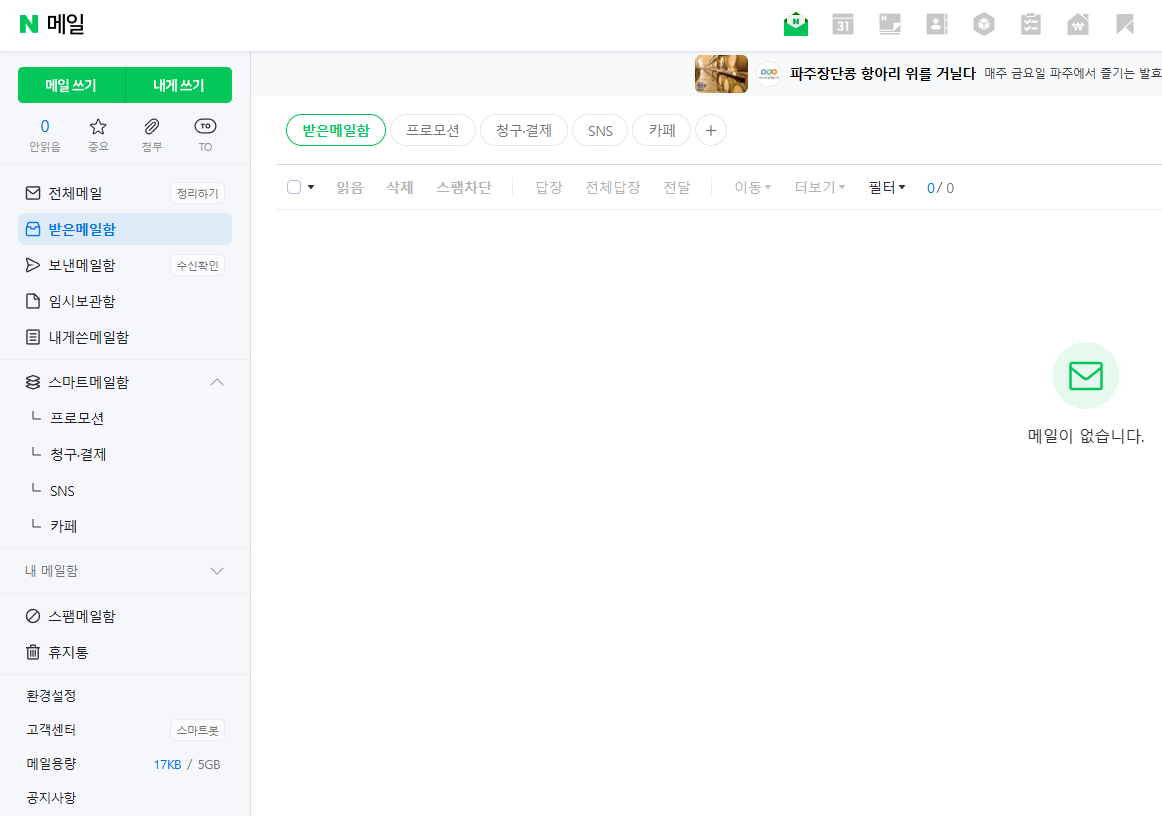 N 메일
N 31 M ₩
메일 쓰기 내게 쓰기
0 TO
안읽음 중요 첨부 TO
전체메일 정리하기
받은메일함
보낸메일함 수신확인
임시보관함
내게쓴메일함
스마트메일함
프로모션
청구·결제
SNS
카페
내 메일함
스팸메일함
휴지통
환경설정
고객센터 스마트봇
메일용량 17KB / 5GB
공지사항
파주장단콩 항아리 위를 거닐다 매주 금요일 파주에서 즐기는 발효
받은메일함 프로모션 청구·결제 SNS 카페 +
읽음 삭제 스팸차단 답장 전체답장 전달 이동 더보기 필터 0 / 0
메일이 없습니다.